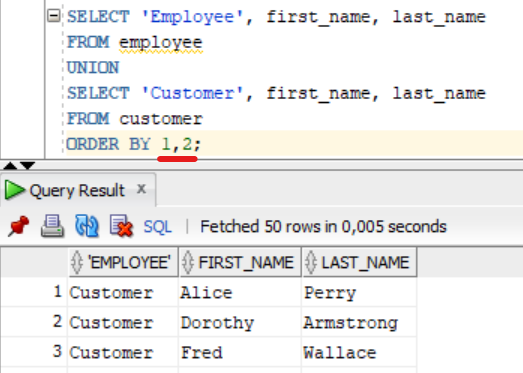 SELECT 'Employee', first_name, last_name
FROM employee
UNION
SELECT 'Customer', first_name, last_name
FROM customer
ORDER BY 1,2;
Query Result x
SQL | Fetched 50 rows in 0,005 seconds
'EMPLOYEE' FIRST_NAME LAST_NAME
1 Customer Alice Perry
2 Customer Dorothy Armstrong
3 Customer Fred Wallace